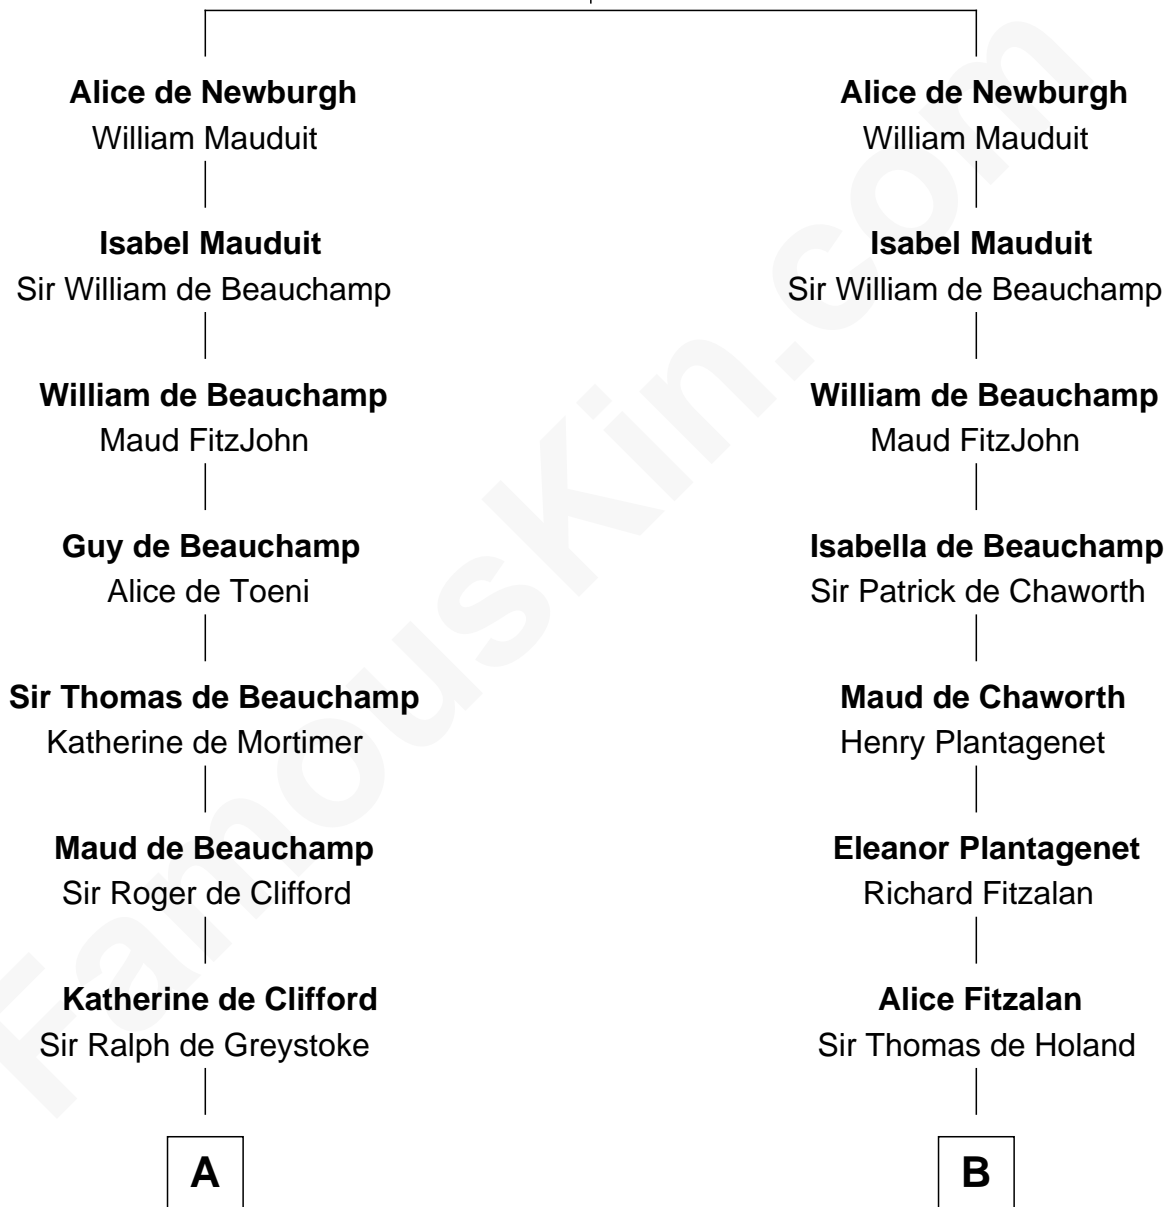 Alice de Newburgh
William Mauduit
Isabel Mauduit
Sir William de Beauchamp
William de Beauchamp
Maud FitzJohn
Guy de Beauchamp
Alice de Toeni
Sir Thomas de Beauchamp
Katherine de Mortimer
Maud de Beauchamp
Sir Roger de Clifford
Katherine de Clifford
Sir Ralph de Greystoke
A
Alice de Newburgh
William Mauduit
Isabel Mauduit
Sir William de Beauchamp
William de Beauchamp
Maud FitzJohn
Isabella de Beauchamp
Sir Patrick de Chaworth
Maud de Chaworth
Henry Plantagenet
Eleanor Plantagenet
Richard Fitzalan
Alice Fitzalan
Sir Thomas de Holand
B
FamousKin.com